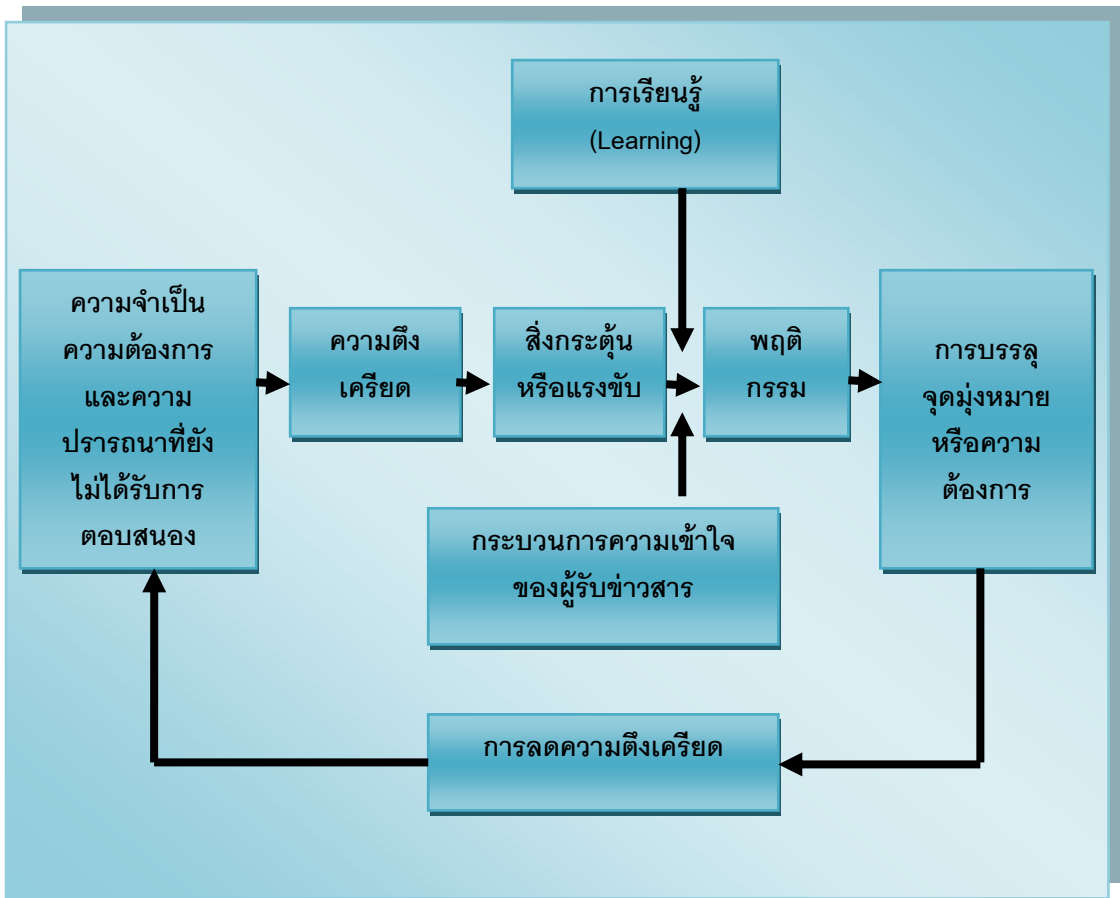 การเรียนรู้
(Learning)
ความจำเป็น
ความต้องการ
และความ
ปรารถนาที่ยัง
ไม่ได้รับการ
ตอบสนอง
ความตึง
เครียด
สิ่งกระตุ้น
หรือแรงขับ
พฤติ
กรรม
การบรรลุ
จุดมุ่งหมาย
หรือความ
ต้องการ
กระบวนการความเข้าใจ
ของผู้รับข่าวสาร
การลดความตึงเครียด